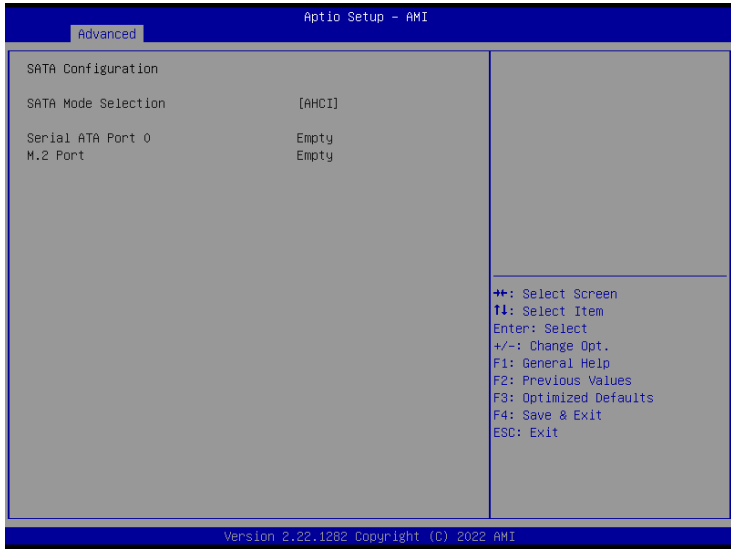 Aptio Setup – AMI
Advanced
SATA Configuration
SATA Mode Selection [AHCI]
Serial ATA Port 0 Empty
M.2 Port Empty
→←: Select Screen
↑↓: Select Item
Enter: Select
+/-: Change Opt.
F1: General Help
F2: Previous Values
F3: Optimized Defaults
F4: Save & Exit
ESC: Exit
Version 2.22.1282 Copyright (C) 2022 AMI